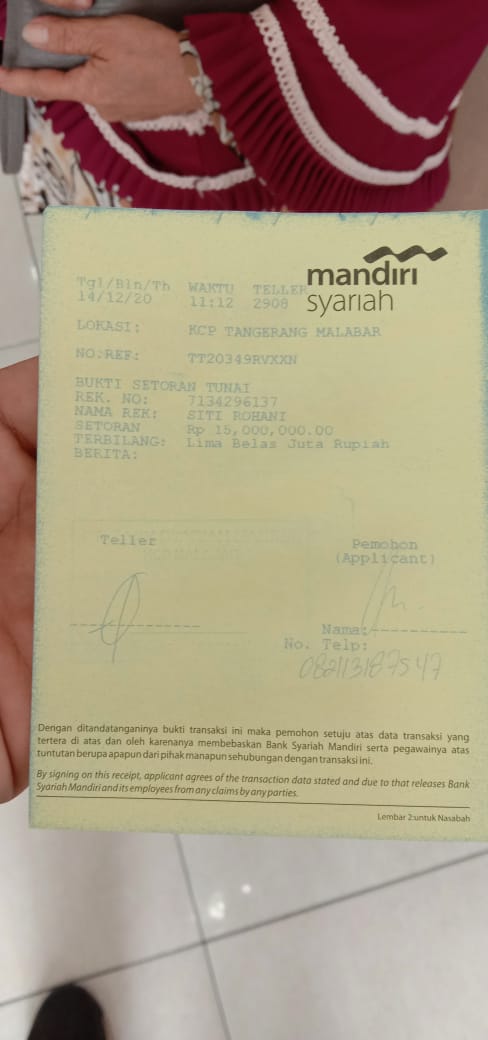 mandiri
syariah
Tgl/Bln/Th WAKTU TELLER
14/12/20 11:12 2908
LOKASI: KCP TANGERANG MALABAR
NO.REF: TT20349RVXXN
BUKTI SETORAN TUNAI
REK. NO: 7134296137
NAMA REK: SITI ROHANI
SETORAN Rp 15,000,000.00
TERBILANG: Lima Belas Juta Rupiah
BERITA:
Teller Pemohon
(Applicant)
Nama:
No. Telp:
082113187547
Dengan ditandatanganinya bukti transaksi ini maka pemohon setuju atas data transaksi yang
tertera di atas dan oleh karenanya membebaskan Bank Syariah Mandiri serta pegawainya atas
tuntutan berupa apapun dari pihak manapun sehubungan dengan transaksi ini.
By signing on this receipt, applicant agrees of the transaction data stated and due to that releases Bank
Syariah Mandiri and its employees from any claims by any parties.
Lembar 2:untuk Nasabah